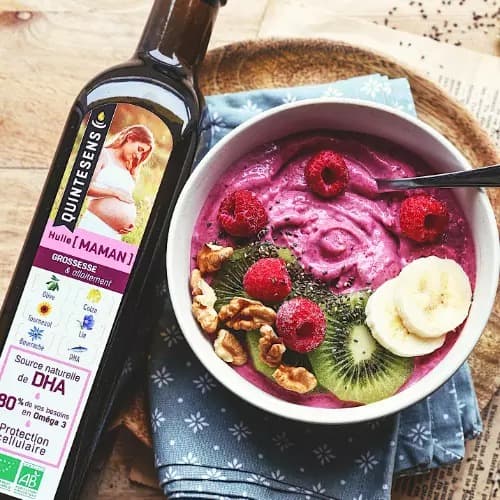 QUINTESENS
Huile [MAMAN]
GROSSESSE
& allaitement
Olive
Colza
Tournesol
Lin
Bourrache
DHA
Source naturelle
de DHA
80% de vos besoins
en Oméga 3
Protection
cellulaire
AB